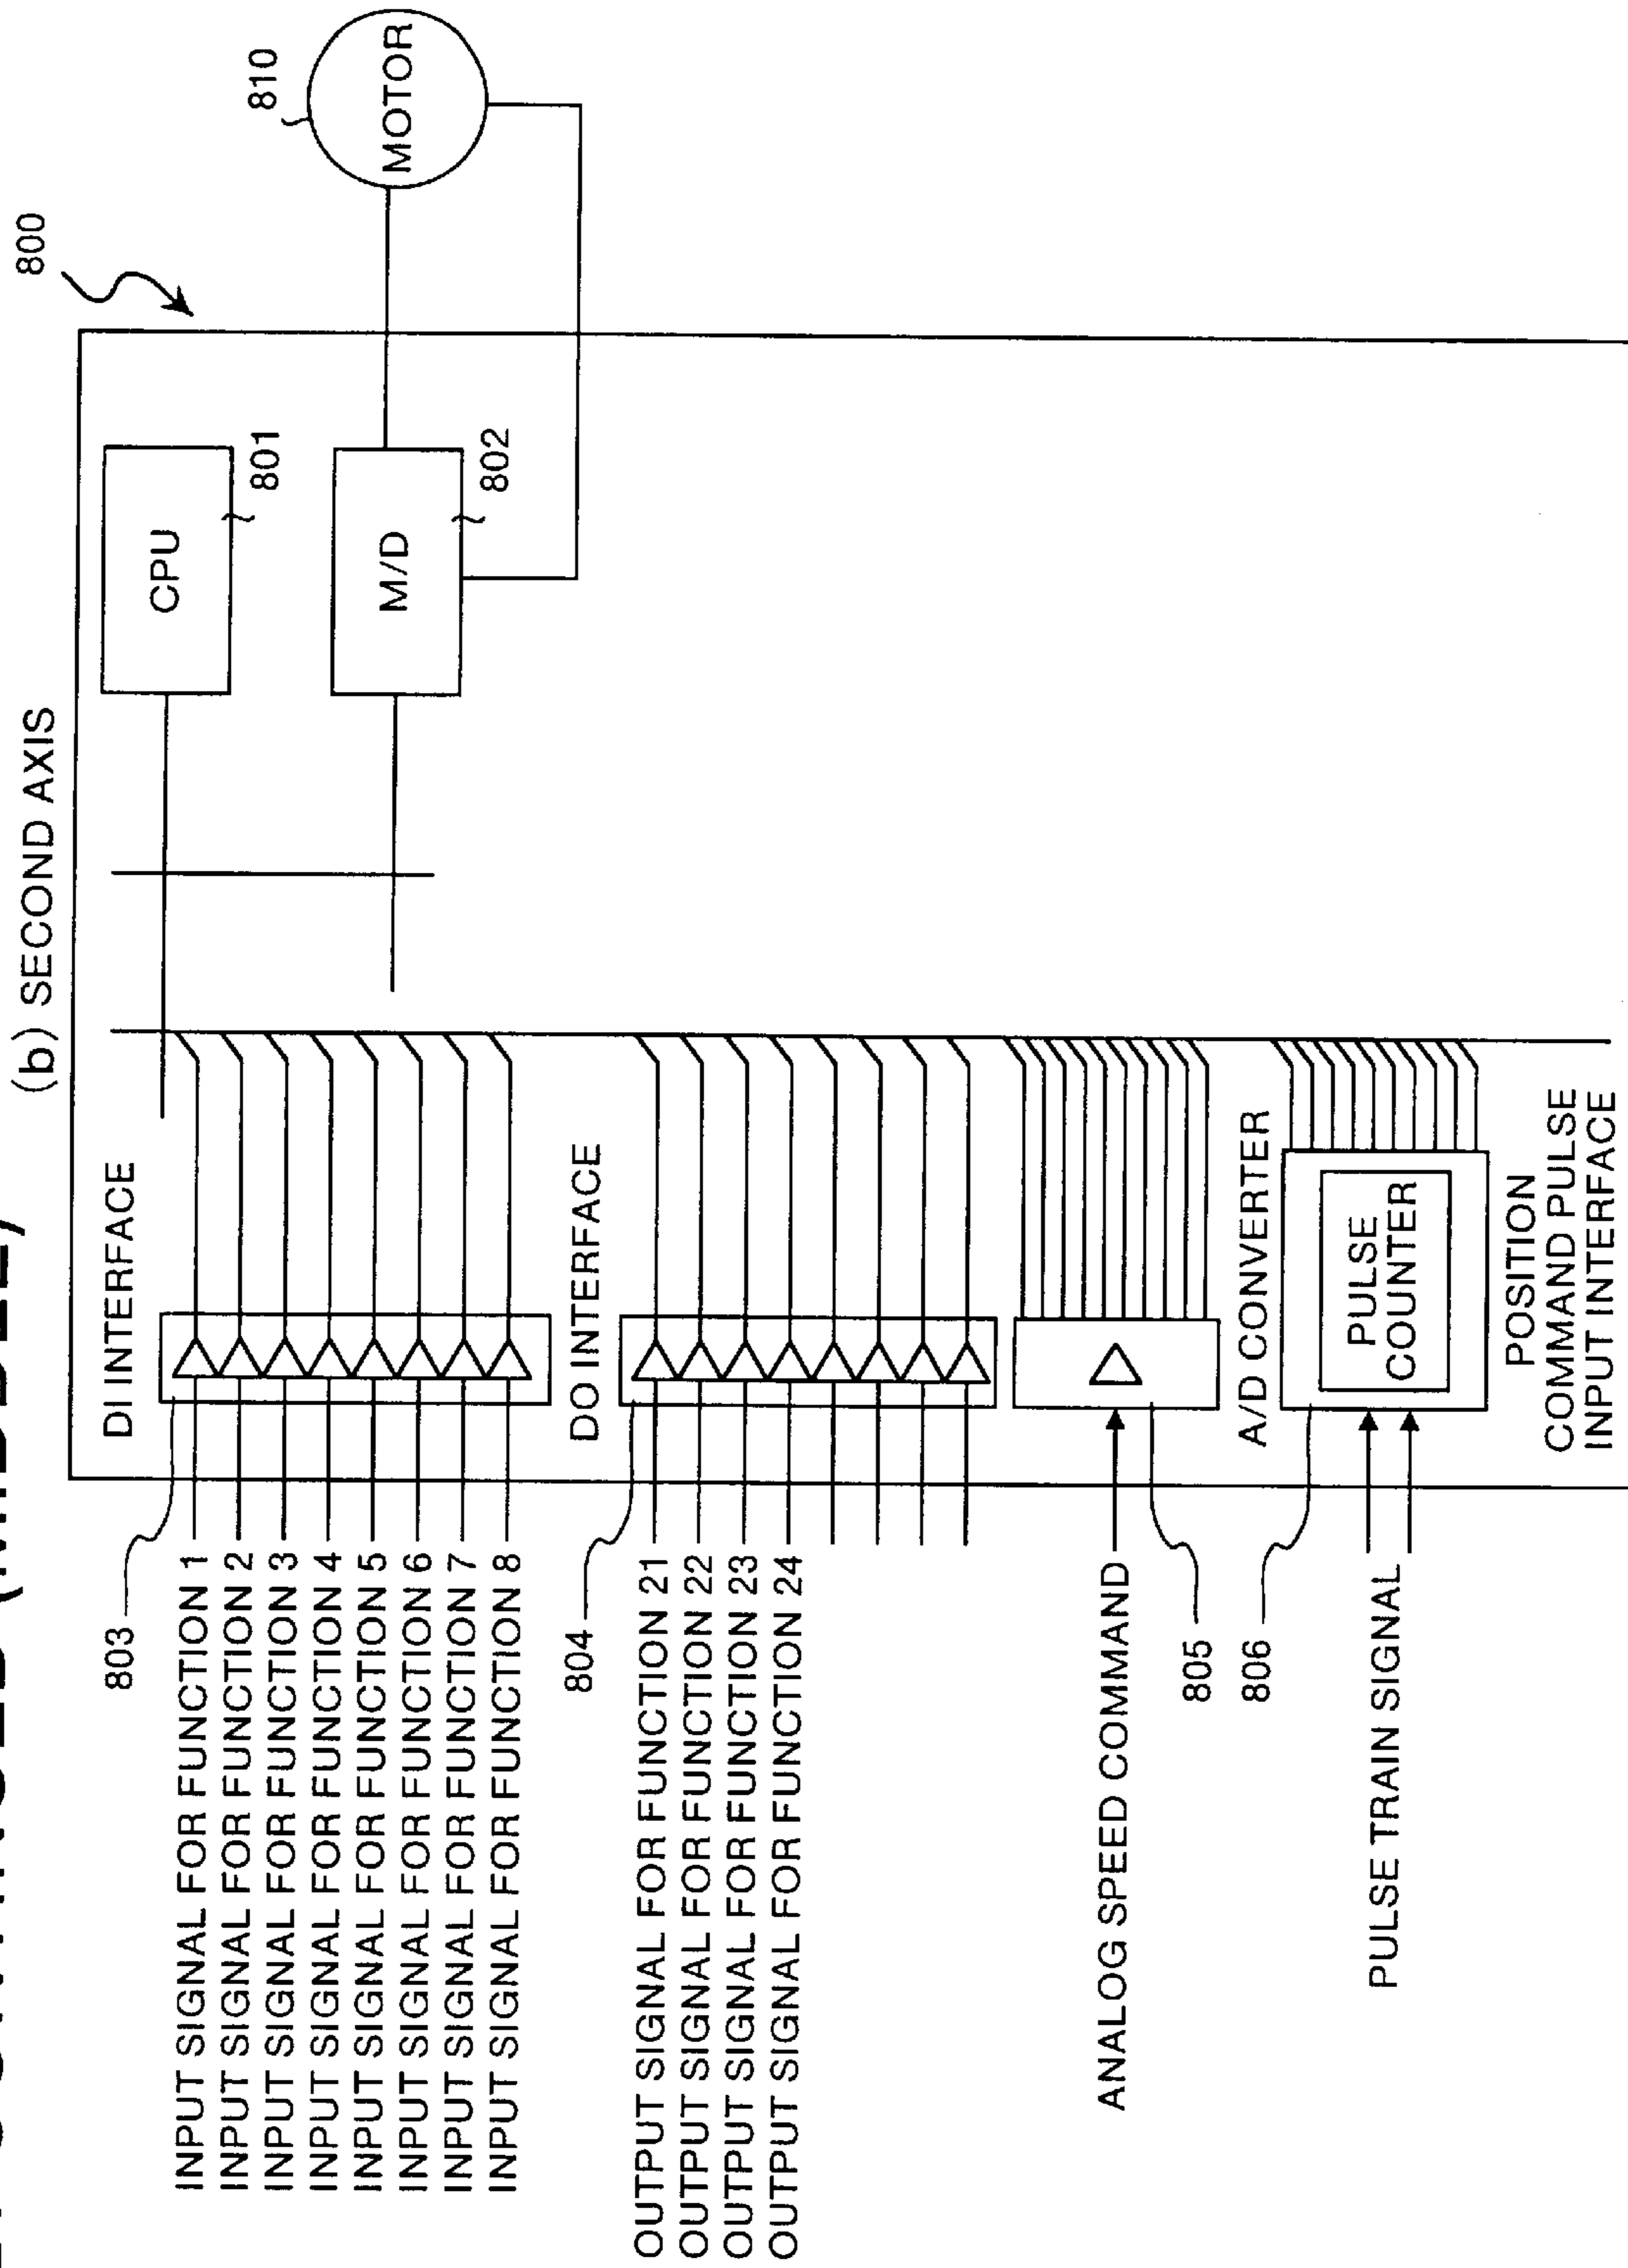 (b) SECOND AXIS
800
810
MOTOR
CPU
801
M/D
802
DI INTERFACE
803
INPUT SIGNAL FOR FUNCTION 1
INPUT SIGNAL FOR FUNCTION 2
INPUT SIGNAL FOR FUNCTION 3
INPUT SIGNAL FOR FUNCTION 4
INPUT SIGNAL FOR FUNCTION 5
INPUT SIGNAL FOR FUNCTION 6
INPUT SIGNAL FOR FUNCTION 7
INPUT SIGNAL FOR FUNCTION 8
DO INTERFACE
804
OUTPUT SIGNAL FOR FUNCTION 21
OUTPUT SIGNAL FOR FUNCTION 22
OUTPUT SIGNAL FOR FUNCTION 23
OUTPUT SIGNAL FOR FUNCTION 24
ANALOG SPEED COMMAND
805
A/D CONVERTER
806
PULSE TRAIN SIGNAL
PULSE
COUNTER
POSITION
COMMAND PULSE
INPUT INTERFACE